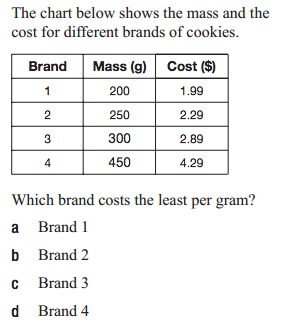 The chart below shows the mass and the
cost for different brands of cookies.
Brand Mass (g) Cost ($)
1 200 1.99
2 250 2.29
3 300 2.89
4 450 4.29
Which brand costs the least per gram?
a Brand 1
b Brand 2
c Brand 3
d Brand 4